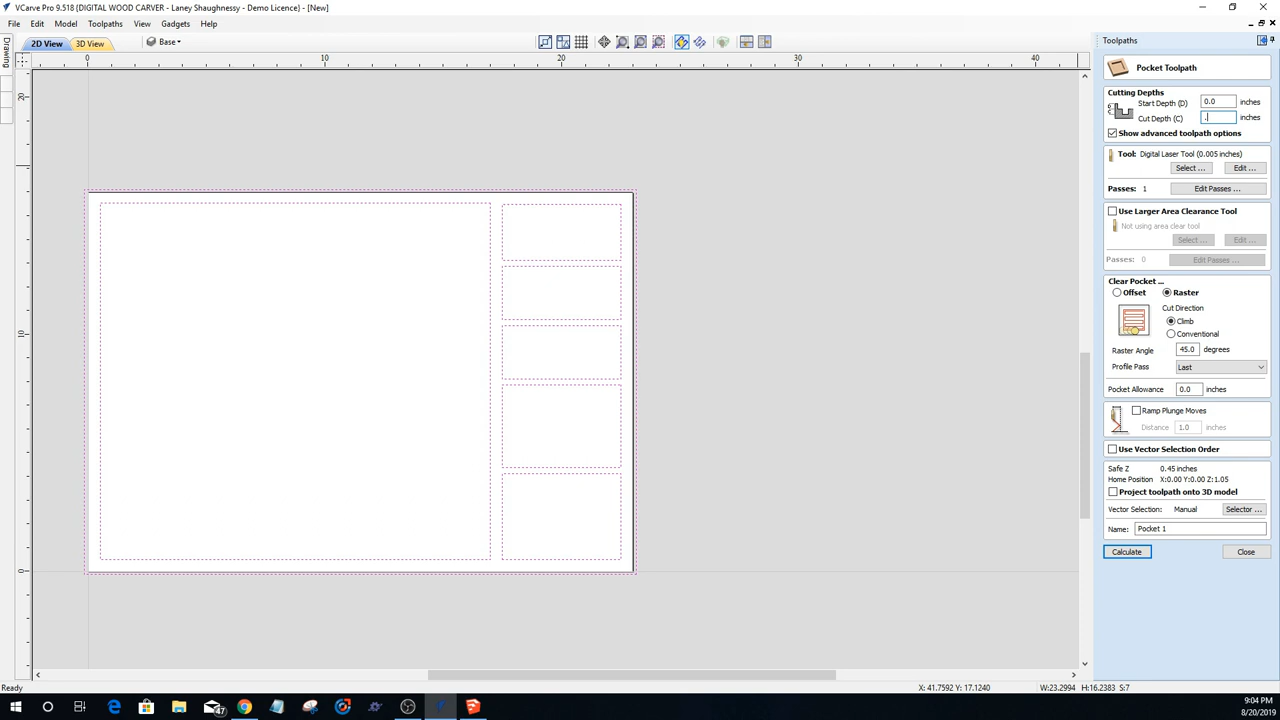 VCarve Pro 9.518 {DIGITAL WOOD CARVER - Laney Shaughnessy - Demo Licence} - [New]
File Edit Model Toolpaths View Gadgets Help
Drawing
2D View 3D View Base
0 10 20 30 40
20
10
0
Toolpaths
Pocket Toolpath
Cutting Depths
Start Depth (D) 0.0 inches
Cut Depth (C) . inches
Show advanced toolpath options
Tool: Digital Laser Tool (0.005 inches)
Select ... Edit ...
Passes: 1 Edit Passes ...
Use Larger Area Clearance Tool
Not using area clear tool
Select ... Edit ...
Passes: 0 Edit Passes ...
Clear Pocket ...
Offset Raster
Cut Direction
Climb
Conventional
Raster Angle 45.0 degrees
Profile Pass Last
Pocket Allowance 0.0 inches
Ramp Plunge Moves
Distance 1.0 inches
Use Vector Selection Order
Safe Z 0.45 inches
Home Position X:0.00 Y:0.00 Z:1.05
Project toolpath onto 3D model
Vector Selection: Manual Selector ...
Name: Pocket 1
Calculate Close
Ready X: 41.7592 Y: 17.1240 W:23.2994 H:16.2383 S:7
47
9:04 PM
8/20/2019